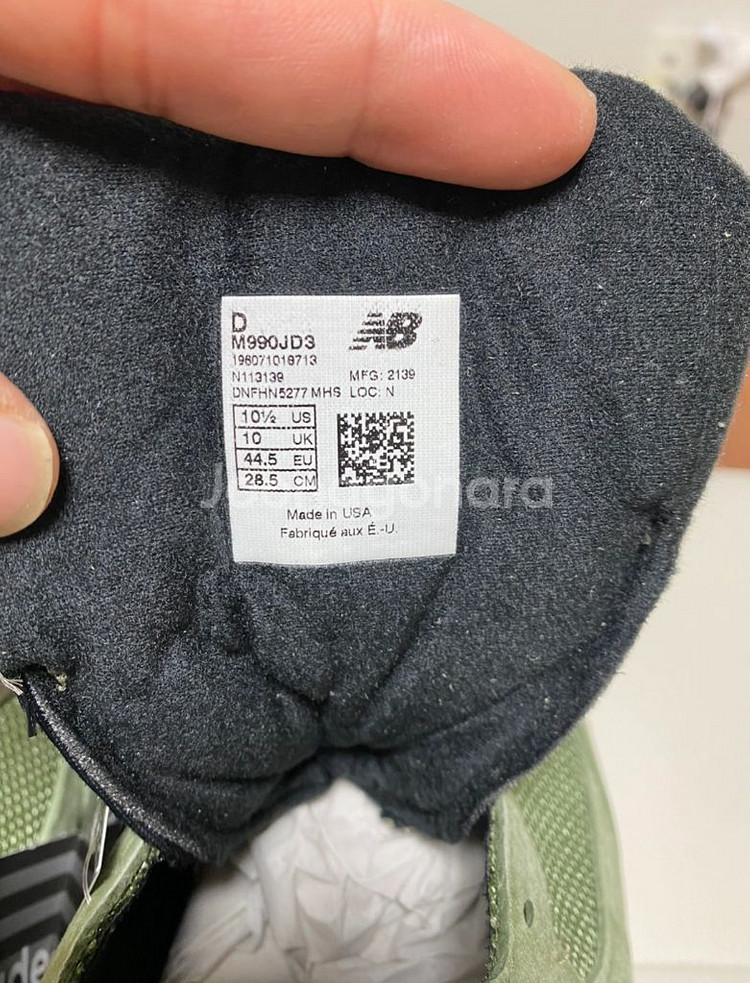 D
M990JD3
196071018713
N113139 MFG: 2139
DNFHN5277 MHS LOC: N
10½ US
10 UK
44.5 EU
28.5 CM
Made in USA
Fabriqué aux É.-U.